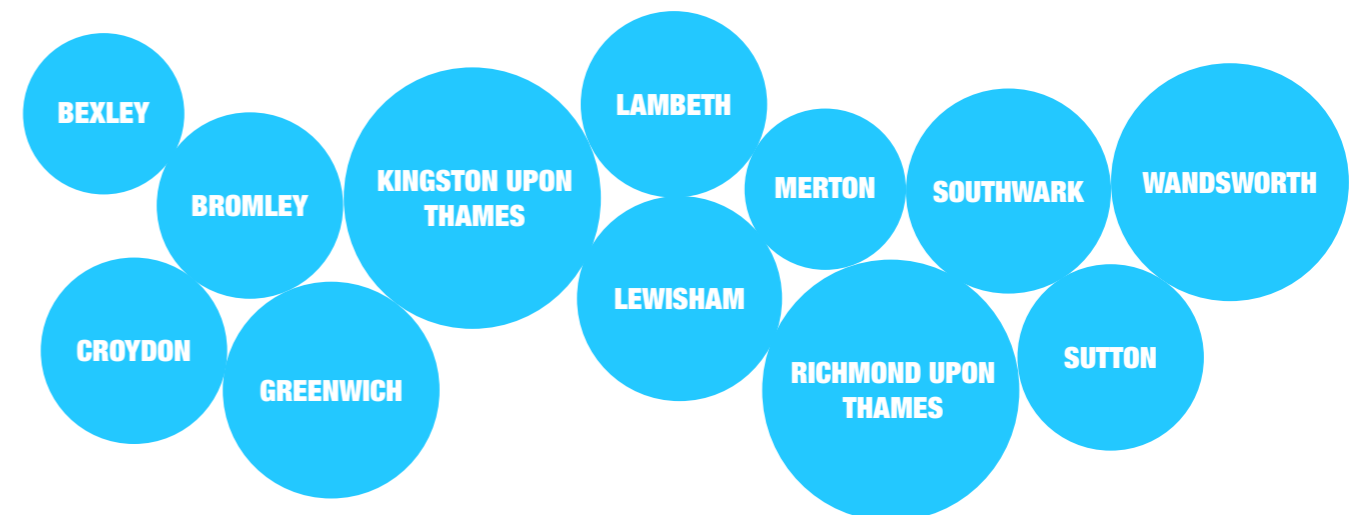 BEXLEY
BROMLEY
CROYDON
GREENWICH
KINGSTON UPON
THAMES
LAMBETH
LEWISHAM
MERTON
RICHMOND UPON
THAMES
SOUTHWARK
SUTTON
WANDSWORTH